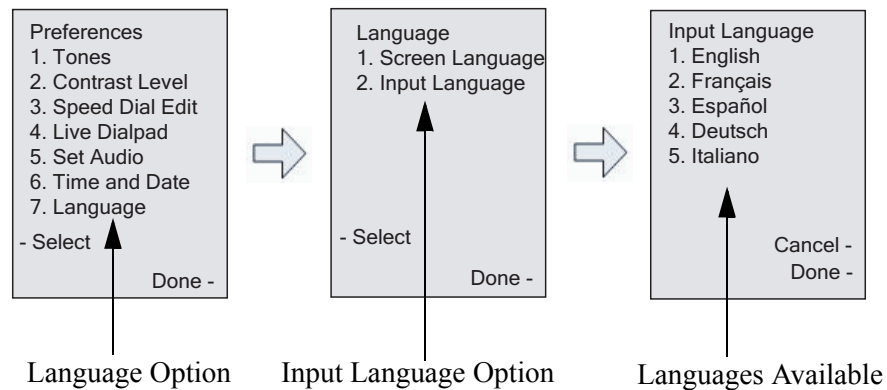 Preferences
1. Tones
2. Contrast Level
3. Speed Dial Edit
4. Live Dialpad
5. Set Audio
6. Time and Date
7. Language
- Select
Done -
Language
1. Screen Language
2. Input Language
- Select
Done -
Input Language
1. English
2. Français
3. Español
4. Deutsch
5. Italiano
Cancel -
Done -
Language Option
Input Language Option
Languages Available